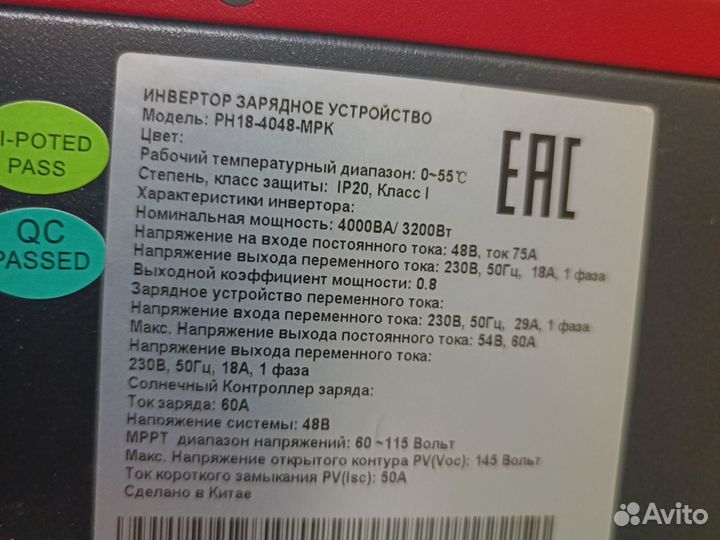 ИНВЕРТОР ЗАРЯДНОЕ УСТРОЙСТВО
Модель: PH18-4048-MPK
Цвет:
Рабочий температурный диапазон: 0~55℃
Степень, класс защиты: IP20, Класс I
Характеристики инвертора:
Номинальная мощность: 4000ВА/ 3200Вт
Напряжение на входе постоянного тока: 48В, ток 75А
Напряжение выхода переменного тока: 230В, 50Гц, 18А, 1 фаза
Выходной коэффициент мощности: 0.8
Зарядное устройство переменного тока:
Напряжение входа переменного тока: 230В, 50Гц, 29А, 1 фаза
Макс. Напряжение выхода постоянного тока: 54В, 60А
Напряжение выхода переменного тока:
230В, 50Гц, 18А, 1 фаза
Солнечный Контроллер заряда:
Ток заряда: 60А
Напряжение системы: 48В
MPPT диапазон напряжений: 60 ~115 Вольт
Макс. Напряжение открытого контура PV(Voc): 145 Вольт
Ток короткого замыкания PV(Isc): 50А
Сделано в Китае
EAC
I-POTED
PASS
QC
PASSED
Avito